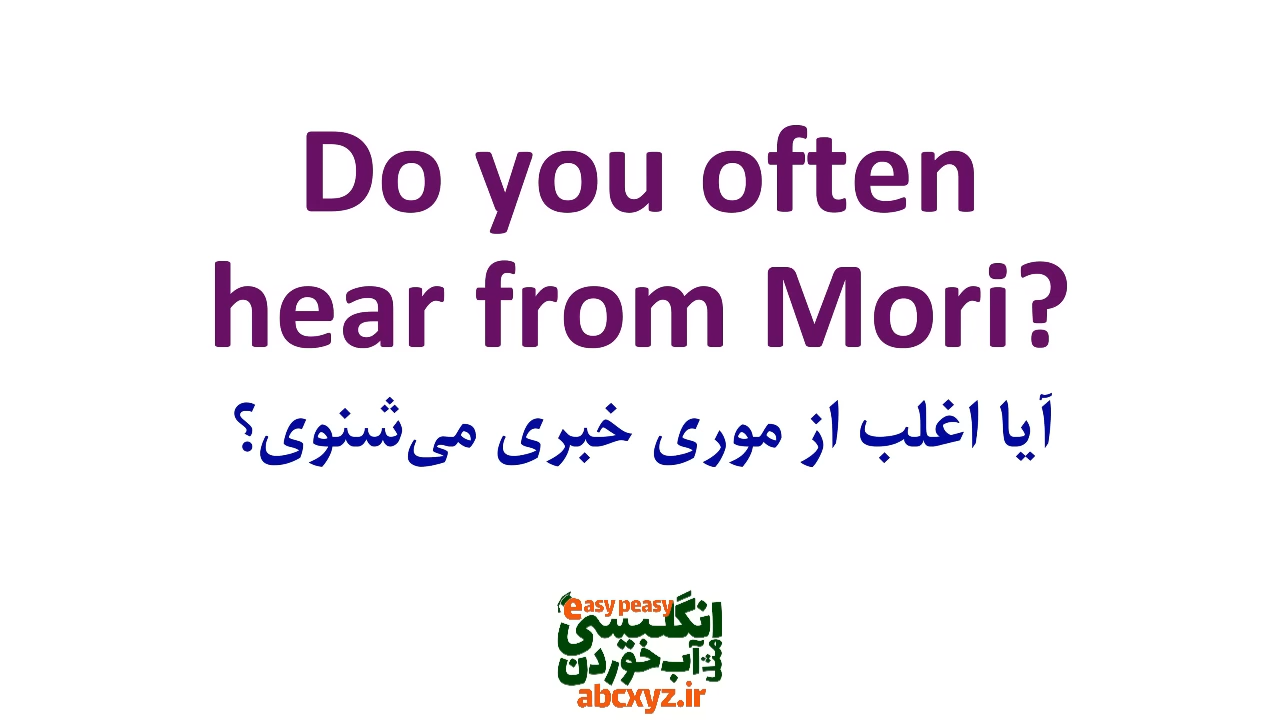 Do you often
hear from Mori?
آیا اغلب از موری خبری می‌شنوی؟
easy peasy
انگلیسی
مثل آب خوردن
abcxyz.ir